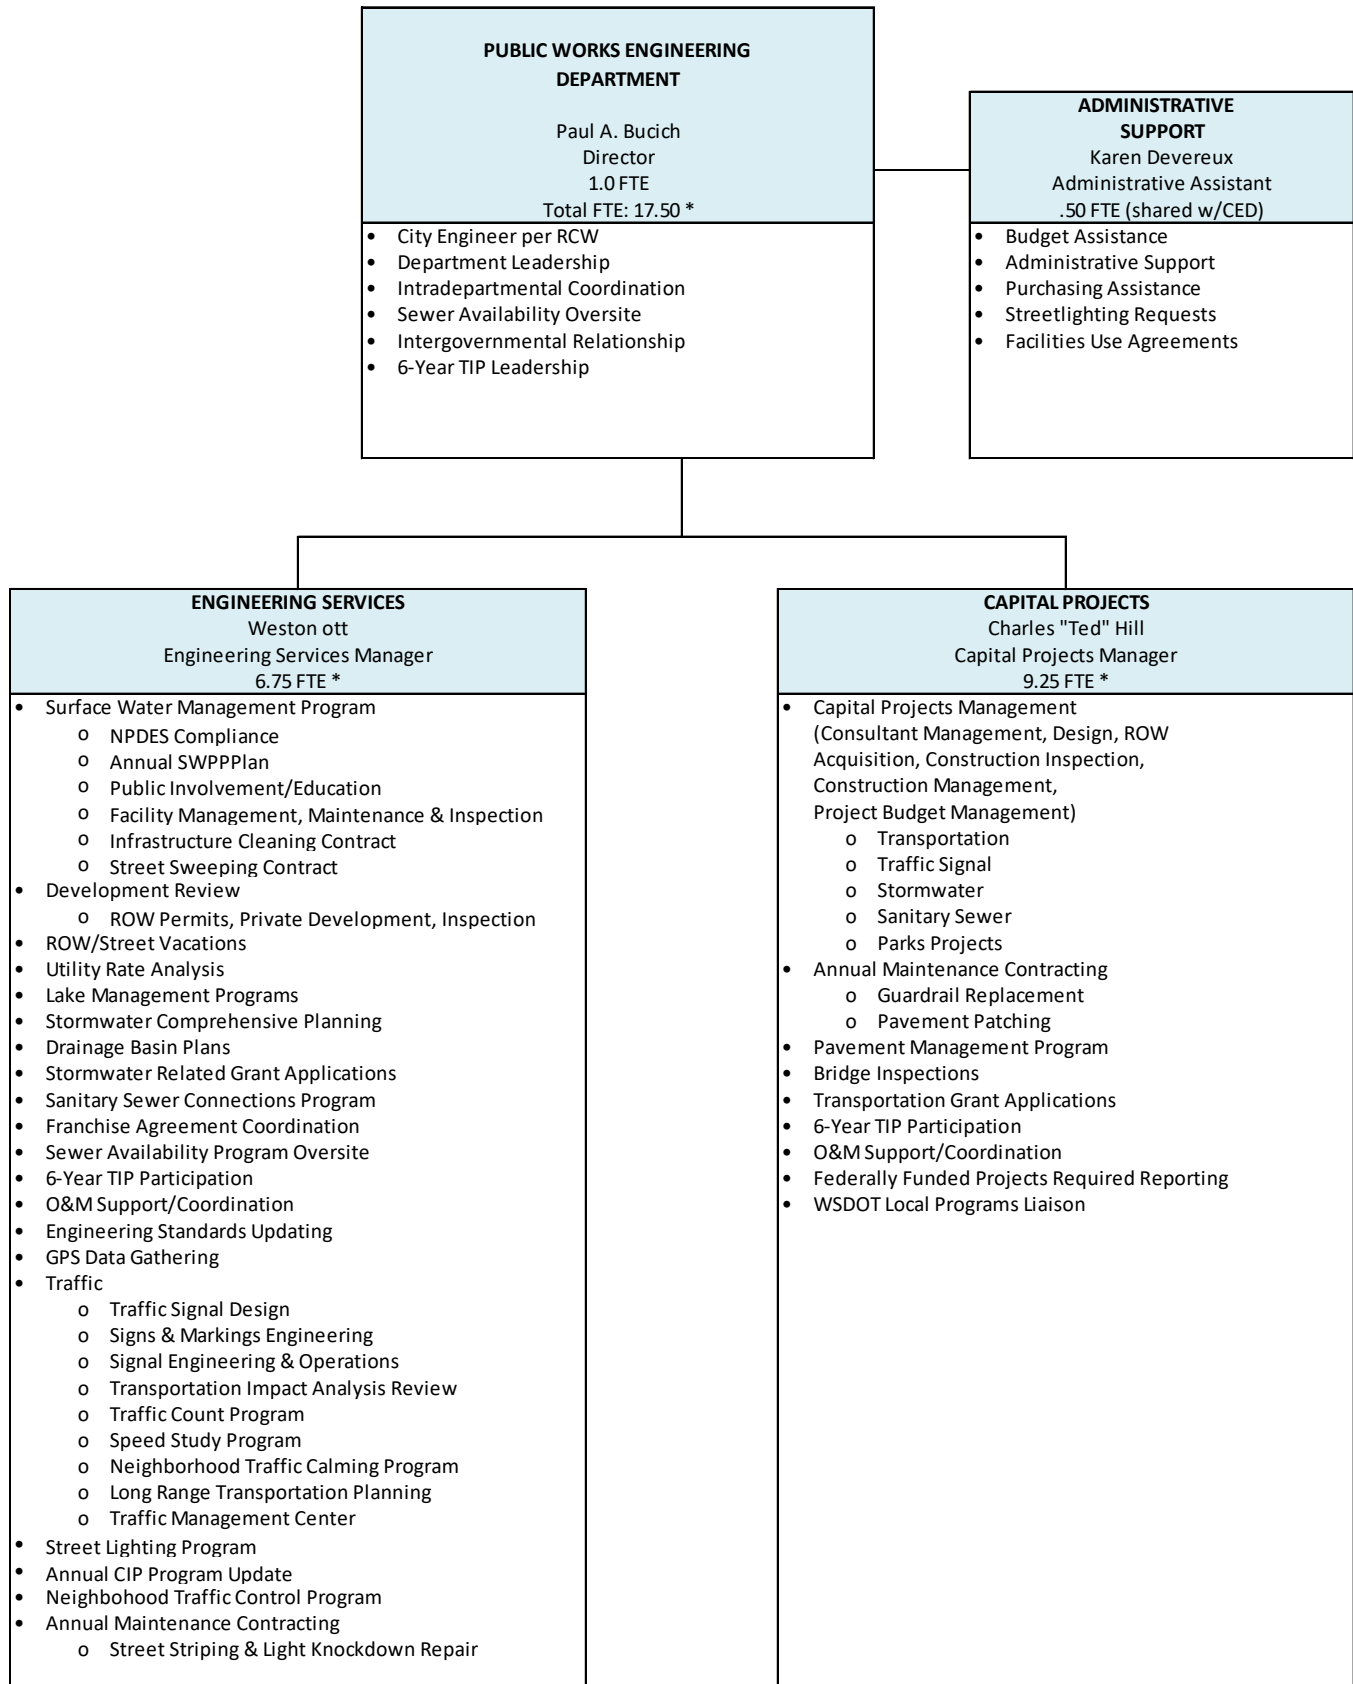 PUBLIC WORKS ENGINEERING
DEPARTMENT
Paul A. Bucich
Director
1.0 FTE
Total FTE: 17.50 *
• City Engineer per RCW
• Department Leadership
• Intradepartmental Coordination
• Sewer Availability Oversite
• Intergovernmental Relationship
• 6-Year TIP Leadership
ADMINISTRATIVE
SUPPORT
Karen Devereux
Administrative Assistant
.50 FTE (shared w/CED)
• Budget Assistance
• Administrative Support
• Purchasing Assistance
• Streetlighting Requests
• Facilities Use Agreements
ENGINEERING SERVICES
Weston ott
Engineering Services Manager
6.75 FTE *
• Surface Water Management Program
o NPDES Compliance
o Annual SWPPPlan
o Public Involvement/Education
o Facility Management, Maintenance & Inspection
o Infrastructure Cleaning Contract
o Street Sweeping Contract
• Development Review
o ROW Permits, Private Development, Inspection
• ROW/Street Vacations
• Utility Rate Analysis
• Lake Management Programs
• Stormwater Comprehensive Planning
• Drainage Basin Plans
• Stormwater Related Grant Applications
• Sanitary Sewer Connections Program
• Franchise Agreement Coordination
• Sewer Availability Program Oversite
• 6-Year TIP Participation
• O&M Support/Coordination
• Engineering Standards Updating
• GPS Data Gathering
• Traffic
o Traffic Signal Design
o Signs & Markings Engineering
o Signal Engineering & Operations
o Transportation Impact Analysis Review
o Traffic Count Program
o Speed Study Program
o Neighborhood Traffic Calming Program
o Long Range Transportation Planning
o Traffic Management Center
• Street Lighting Program
• Annual CIP Program Update
• Neighbohood Traffic Control Program
• Annual Maintenance Contracting
o Street Striping & Light Knockdown Repair
CAPITAL PROJECTS
Charles "Ted" Hill
Capital Projects Manager
9.25 FTE *
• Capital Projects Management
(Consultant Management, Design, ROW
Acquisition, Construction Inspection,
Construction Management,
Project Budget Management)
o Transportation
o Traffic Signal
o Stormwater
o Sanitary Sewer
o Parks Projects
• Annual Maintenance Contracting
o Guardrail Replacement
o Pavement Patching
• Pavement Management Program
• Bridge Inspections
• Transportation Grant Applications
• 6-Year TIP Participation
• O&M Support/Coordination
• Federally Funded Projects Required Reporting
• WSDOT Local Programs Liaison